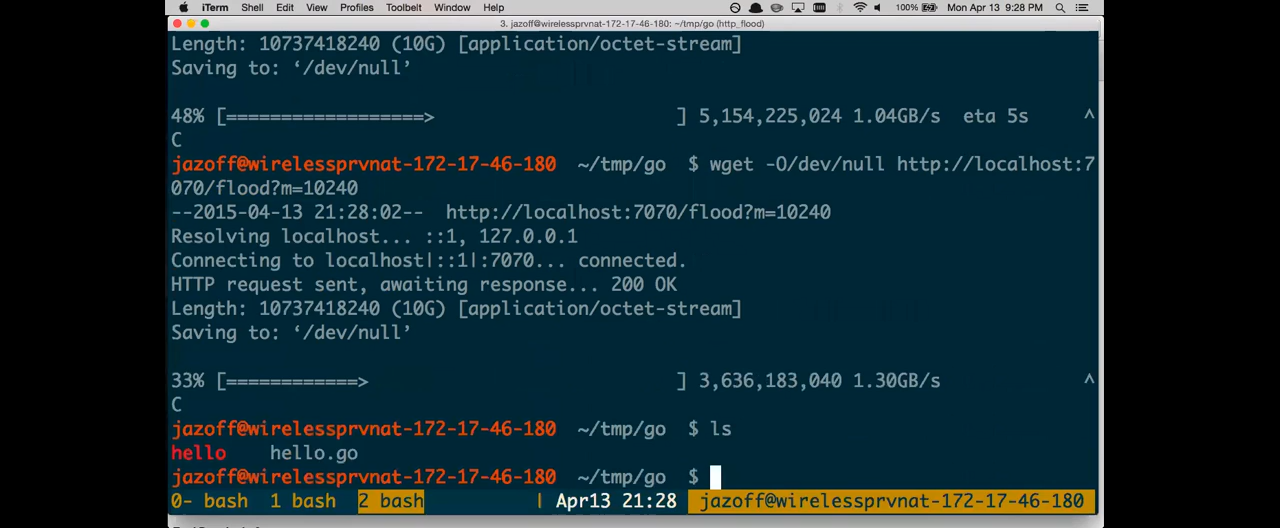 iTerm Shell Edit View Profiles Toolbelt Window Help 100% Mon Apr 13 9:28 PM
3. jazoff@wirelessprvnat-172-17-46-180: ~/tmp/go (http_flood)
Length: 10737418240 (10G) [application/octet-stream]
Saving to: ‘/dev/null’
48% [==================> ] 5,154,225,024 1.04GB/s eta 5s ^
C
jazoff@wirelessprvnat-172-17-46-180 ~/tmp/go $ wget -O/dev/null http://localhost:7
070/flood?m=10240
--2015-04-13 21:28:02-- http://localhost:7070/flood?m=10240
Resolving localhost... ::1, 127.0.0.1
Connecting to localhost|::1|:7070... connected.
HTTP request sent, awaiting response... 200 OK
Length: 10737418240 (10G) [application/octet-stream]
Saving to: ‘/dev/null’
33% [============> ] 3,636,183,040 1.30GB/s ^
C
jazoff@wirelessprvnat-172-17-46-180 ~/tmp/go $ ls
hello hello.go
jazoff@wirelessprvnat-172-17-46-180 ~/tmp/go $
0- bash 1 bash 2 bash | Apr13 21:28 jazoff@wirelessprvnat-172-17-46-180